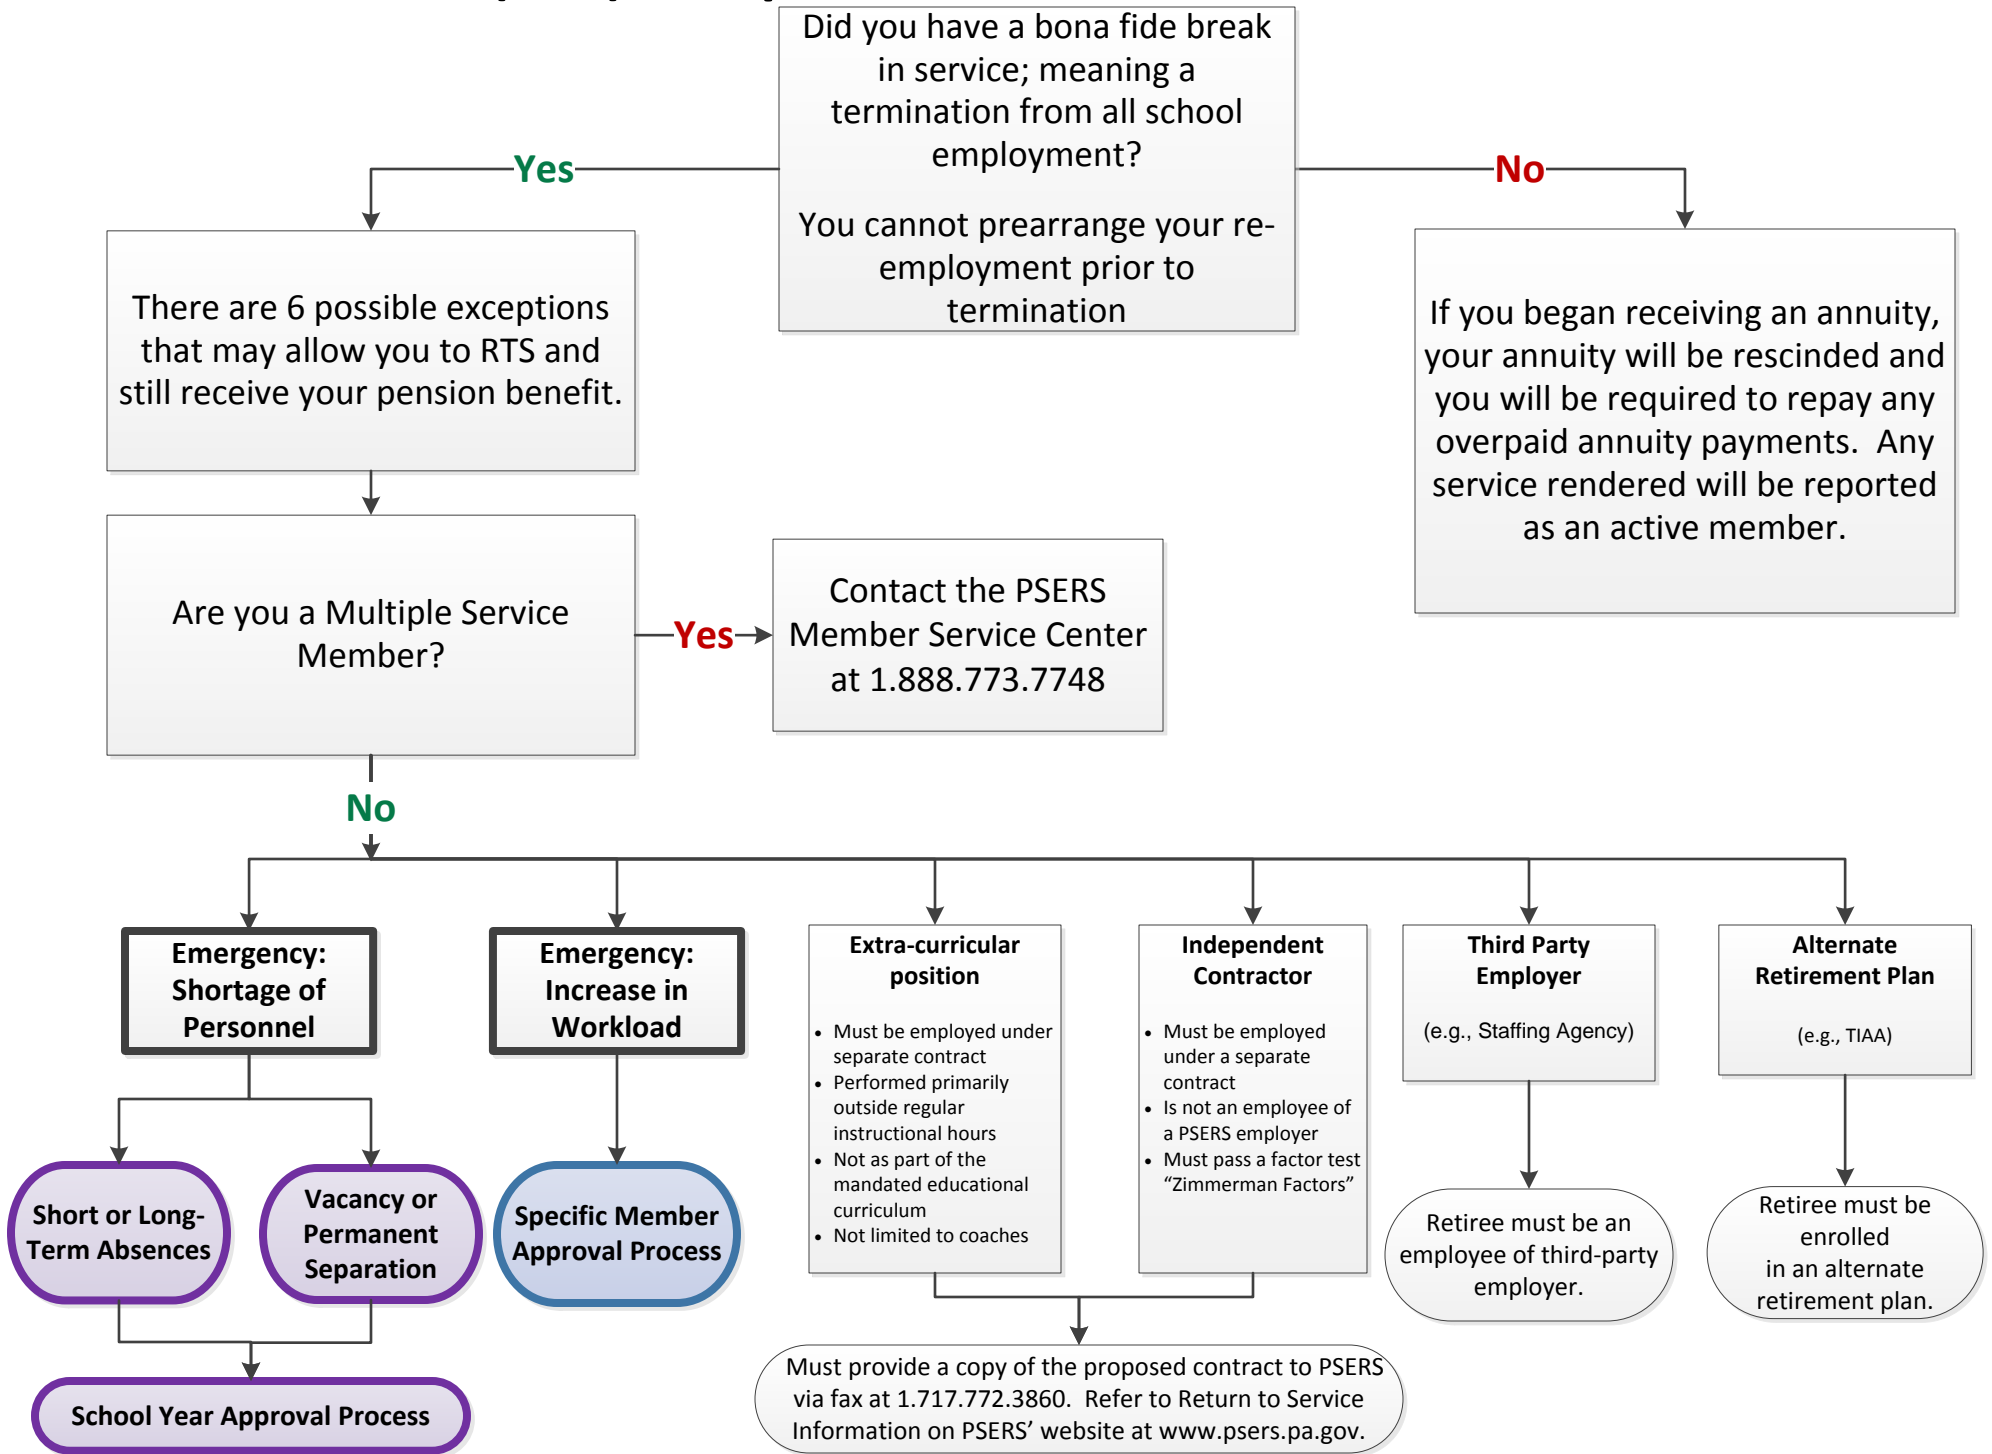 Did you have a bona fide break
in service; meaning a
termination from all school
employment?
You cannot prearrange your re-
employment prior to
termination
Yes
No
There are 6 possible exceptions
that may allow you to RTS and
still receive your pension benefit.
If you began receiving an annuity,
your annuity will be rescinded and
you will be required to repay any
overpaid annuity payments.  Any
service rendered will be reported
as an active member.
Are you a Multiple Service
Member?
Yes
Contact the PSERS
Member Service Center
at 1.888.773.7748
No
Emergency:
Shortage of
Personnel
Emergency:
Increase in
Workload
Extra-curricular
position
• Must be employed under
separate contract
• Performed primarily
outside regular
instructional hours
• Not as part of the
mandated educational
curriculum
• Not limited to coaches
Independent
Contractor
• Must be employed
under a separate
contract
• Is not an employee of
a PSERS employer
• Must pass a factor test
“Zimmerman Factors”
Third Party
Employer
(e.g., Staffing Agency)
Alternate
Retirement Plan
(e.g., TIAA)
Short or Long-
Term Absences
Vacancy or
Permanent
Separation
Specific Member
Approval Process
Retiree must be an
employee of third-party
employer.
Retiree must be
enrolled
in an alternate
retirement plan.
School Year Approval Process
Must provide a copy of the proposed contract to PSERS
via fax at 1.717.772.3860.  Refer to Return to Service
Information on PSERS’ website at www.psers.pa.gov.